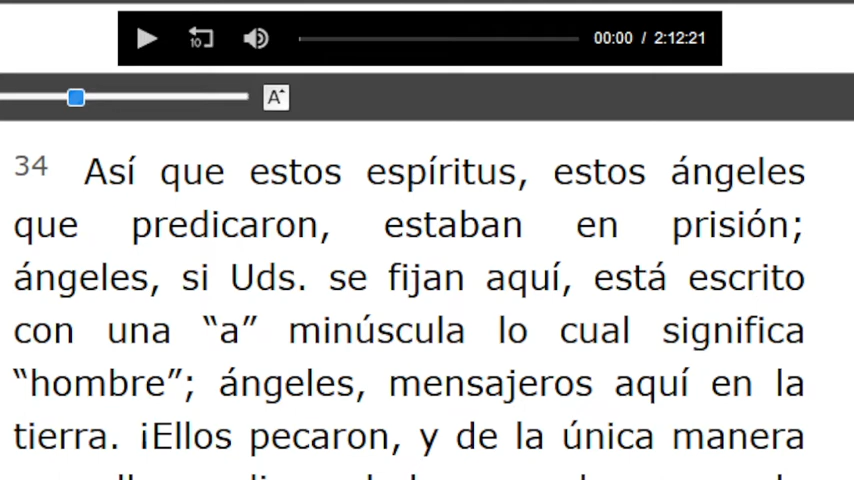 10 00:00 / 2:12:21
A
34 Así que estos espíritus, estos ángeles
que predicaron, estaban en prisión;
ángeles, si Uds. se fijan aquí, está escrito
con una “a” minúscula lo cual significa
“hombre”; ángeles, mensajeros aquí en la
tierra. ¡Ellos pecaron, y de la única manera